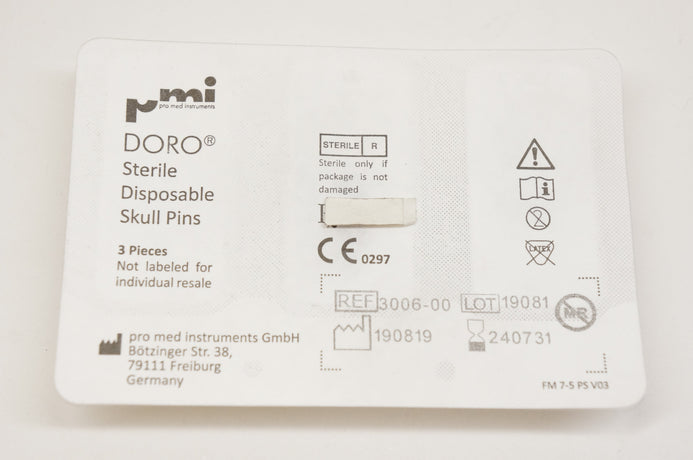 pmi
pro med instruments
DORO®
Sterile
Disposable
Skull Pins
3 Pieces
Not labeled for
individual resale
pro med instruments GmbH
Bötzinger Str. 38,
79111 Freiburg
Germany
STERILE R
Sterile only if
package is not
damaged
CE 0297
REF 3006-00 LOT 19081
190819 240731
MR
i
2
LATEX
FM 7-5 PS V03